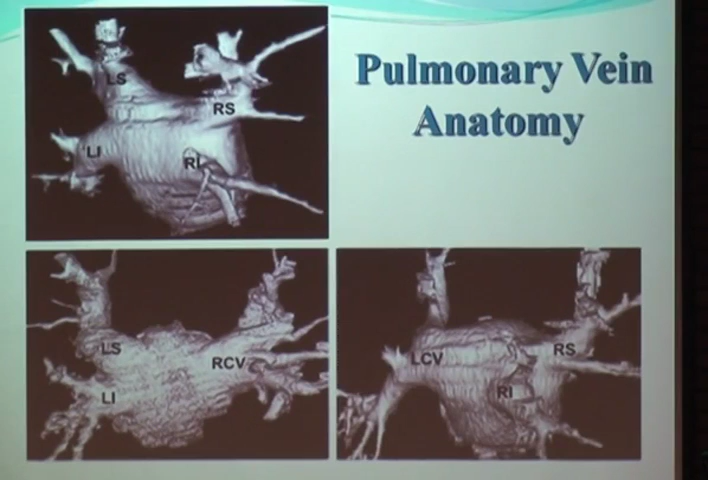 Pulmonary Vein
Anatomy
LS
RS
LI
RI
LS
RCV
LI
LCV
RS
RI